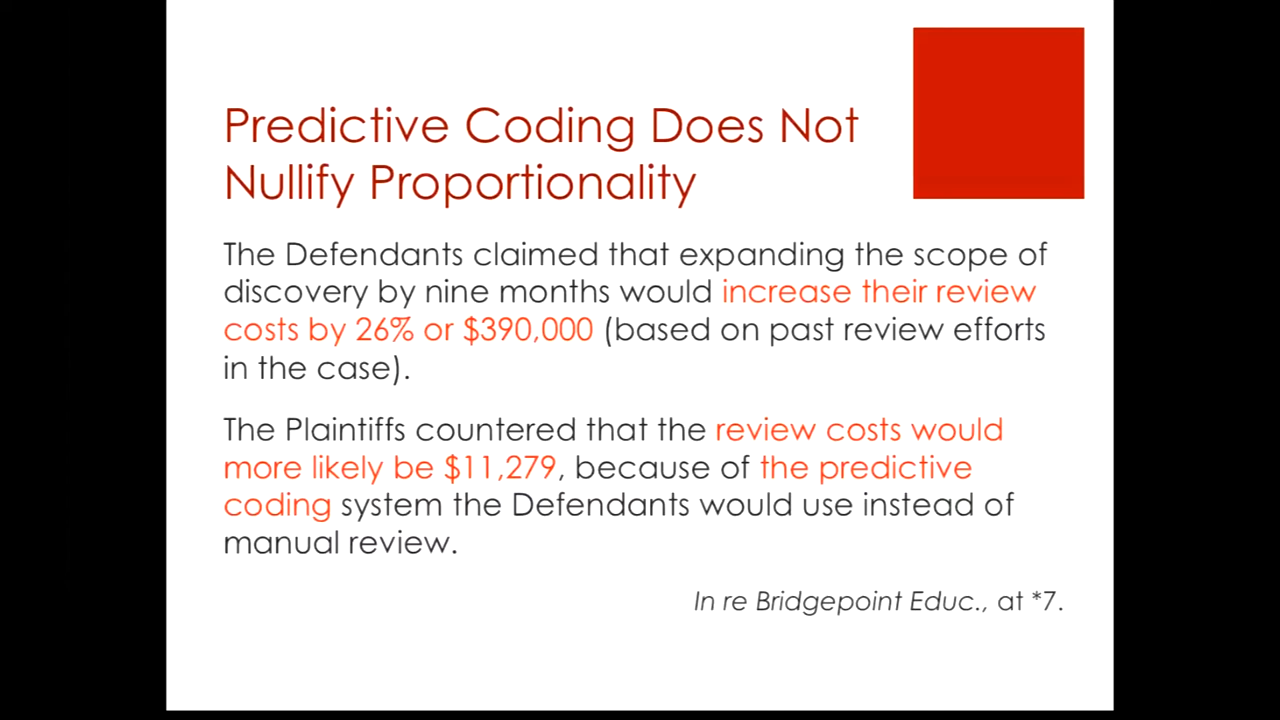 Predictive Coding Does Not
Nullify Proportionality
The Defendants claimed that expanding the scope of
discovery by nine months would increase their review
costs by 26% or $390,000 (based on past review efforts
in the case).
The Plaintiffs countered that the review costs would
more likely be $11,279, because of the predictive
coding system the Defendants would use instead of
manual review.
In re Bridgepoint Educ., at *7.